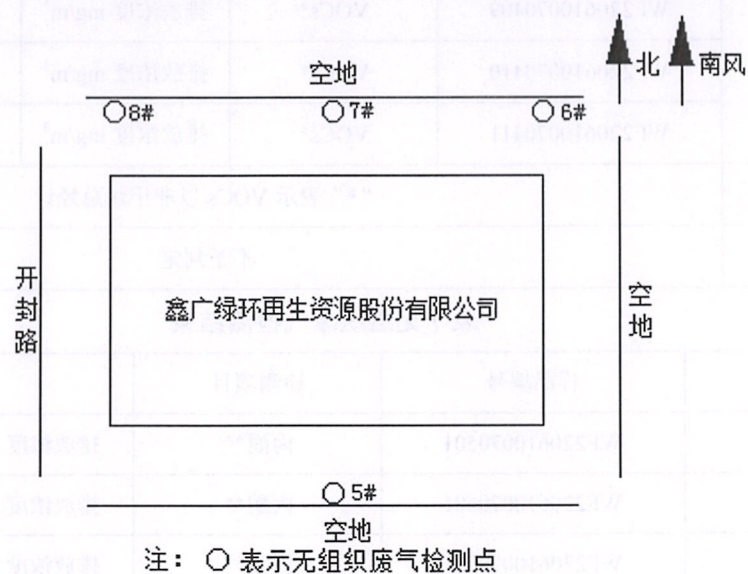 空地
北
南风
8#
7#
6#
开封路
鑫广绿环再生资源股份有限公司
空地
5#
空地
注：○ 表示无组织废气检测点